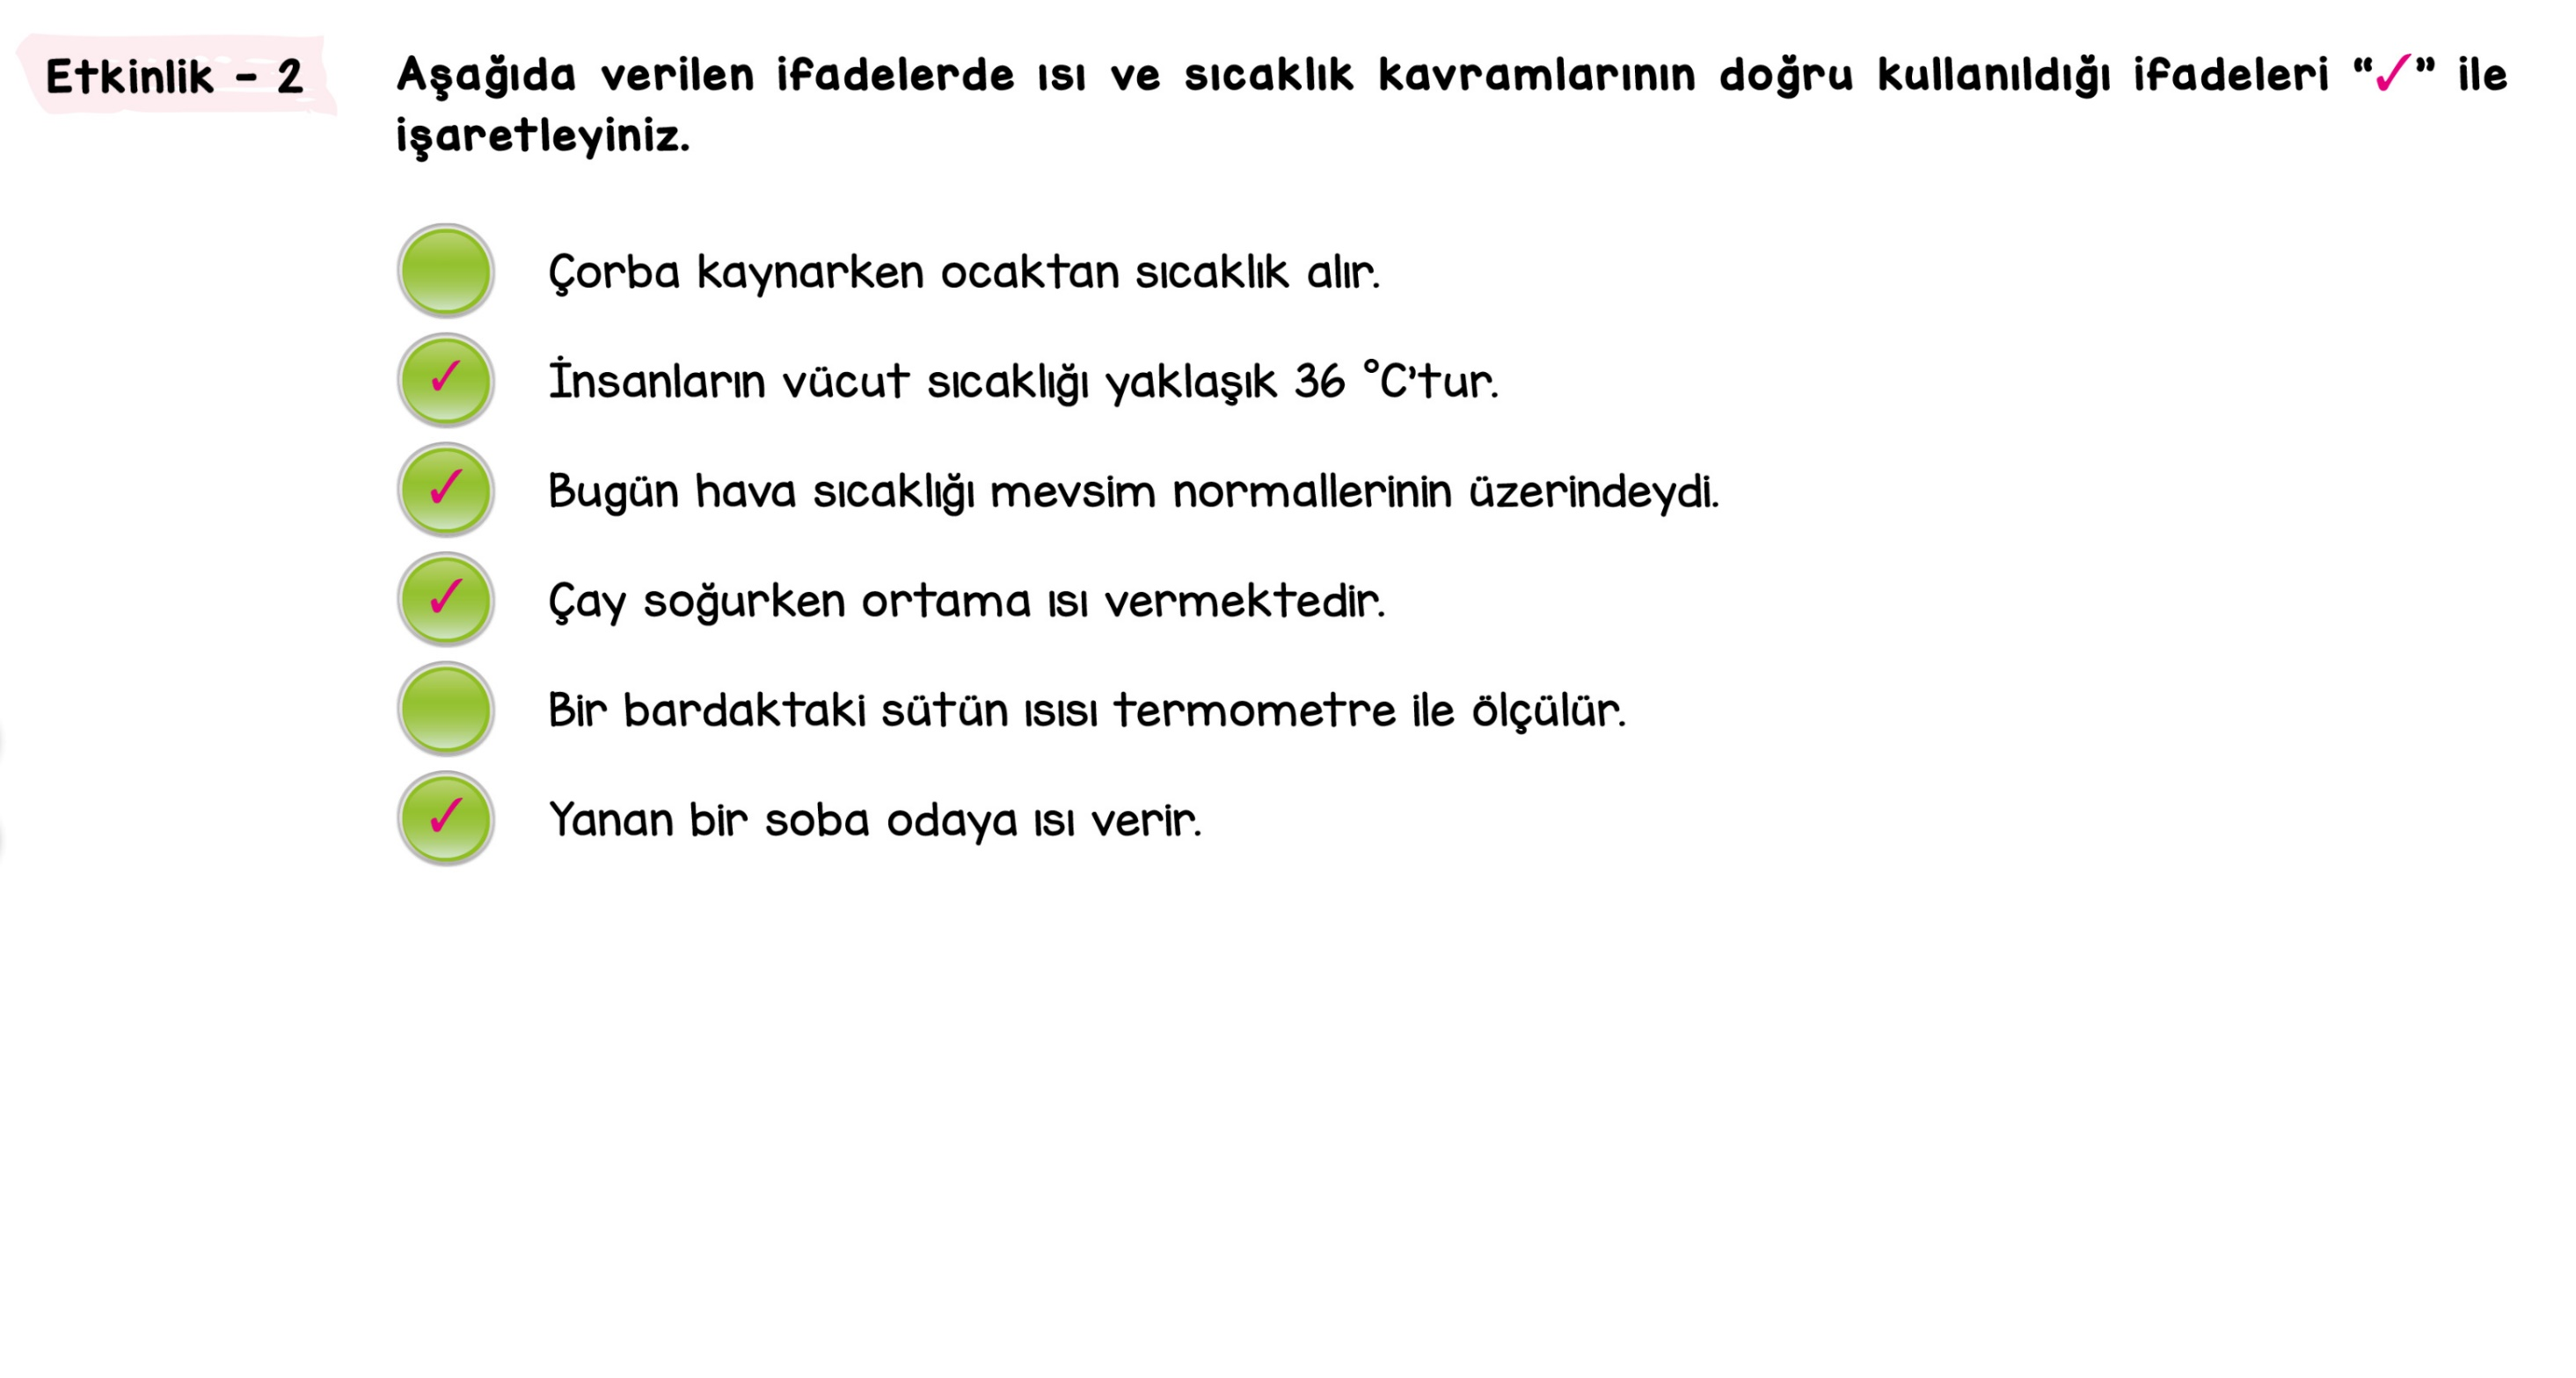 Etkinlik - 2
Aşağıda verilen ifadelerde ısı ve sıcaklık kavramlarının doğru kullanıldığı ifadeleri “✓” ile
işaretleyiniz.
Çorba kaynarken ocaktan sıcaklık alır.
✓ İnsanların vücut sıcaklığı yaklaşık 36 °C'tur.
✓ Bugün hava sıcaklığı mevsim normallerinin üzerindeydi.
✓ Çay soğurken ortama ısı vermektedir.
Bir bardaktaki sütün ısısı termometre ile ölçülür.
✓ Yanan bir soba odaya ısı verir.